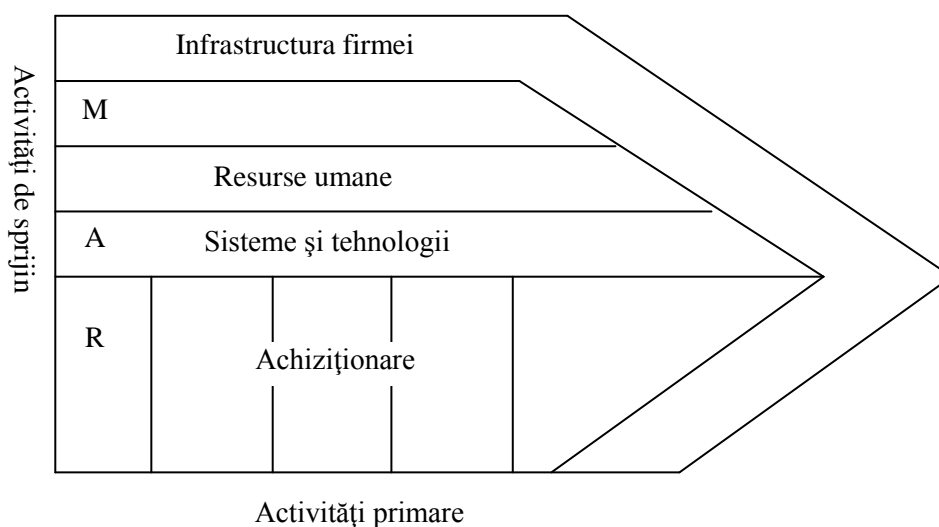 Infrastructura firmei
Activităţi de sprijin
M
Resurse umane
A Sisteme şi tehnologii
R
Achiziţionare
Activităţi primare